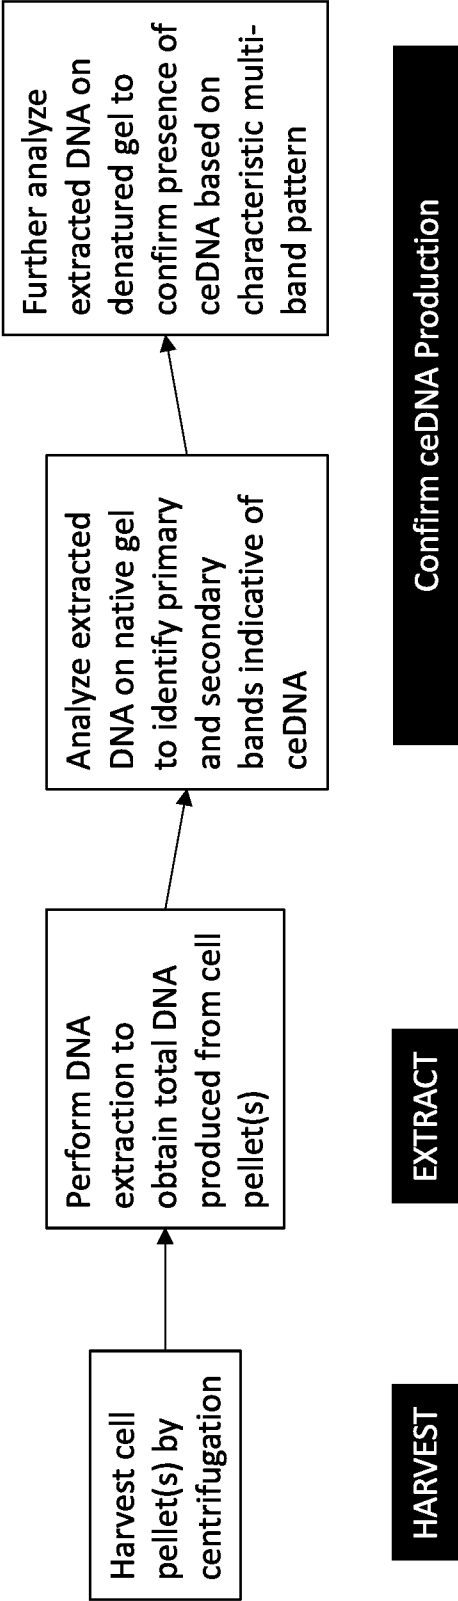 Harvest cell
pellet(s) by
centrifugation
Perform DNA
extraction to
obtain total DNA
produced from cell
pellet(s)
Analyze extracted
DNA on native gel
to identify primary
and secondary
bands indicative of
ceDNA
Further analyze
extracted DNA on
denatured gel to
confirm presence of
ceDNA based on
characteristic multi-
band pattern
HARVEST
EXTRACT
Confirm ceDNA Production